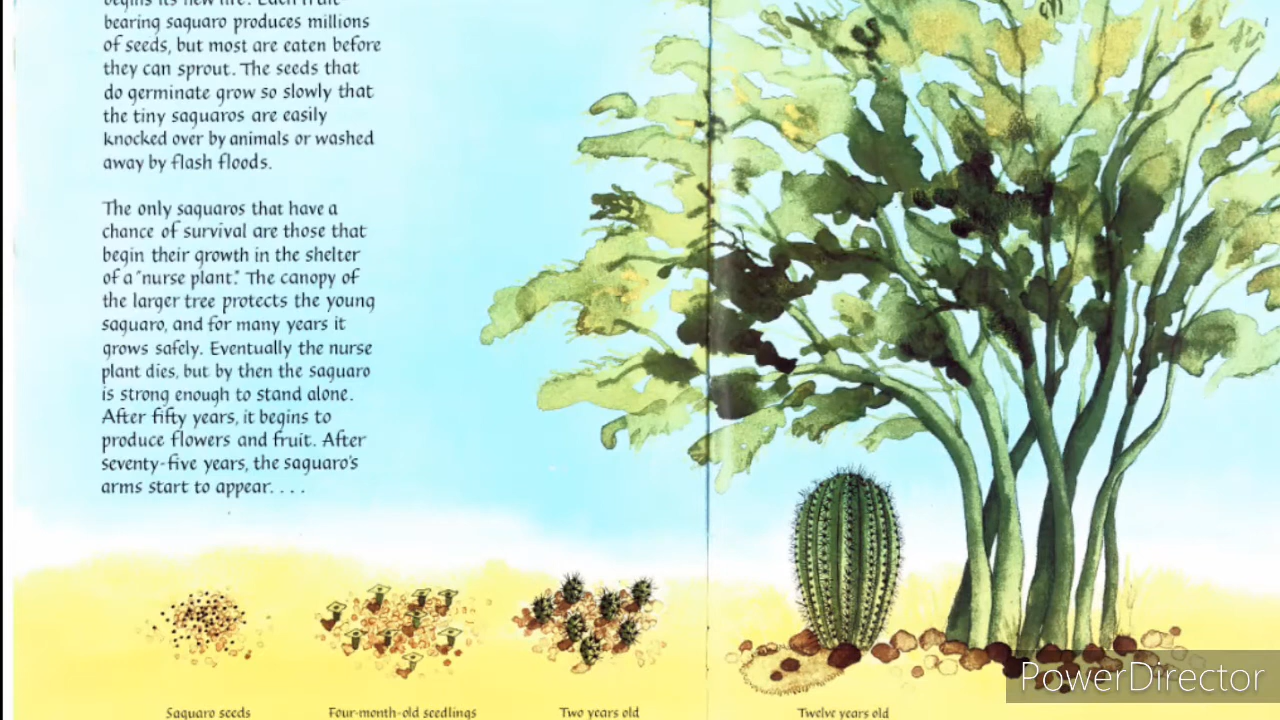 begins its new life. Each fruit-
bearing saguaro produces millions
of seeds, but most are eaten before
they can sprout. The seeds that
do germinate grow so slowly that
the tiny saguaros are easily
knocked over by animals or washed
away by flash floods.
The only saguaros that have a
chance of survival are those that
begin their growth in the shelter
of a "nurse plant." The canopy of
the larger tree protects the young
saguaro, and for many years it
grows safely. Eventually the nurse
plant dies, but by then the saguaro
is strong enough to stand alone.
After fifty years, it begins to
produce flowers and fruit. After
seventy-five years, the saguaro's
arms start to appear. . . .
Saguaro seeds
Four-month-old seedlings
Two years old
Twelve years old
PowerDirector